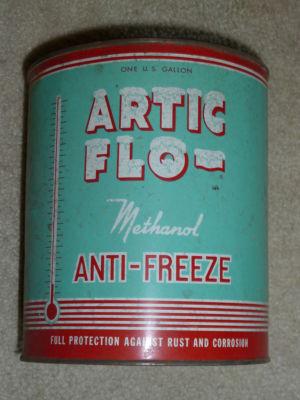 ONE U.S. GALLON
ARTIC
FLO-
Methanol
ANTI-FREEZE
FULL PROTECTION AGAINST RUST AND CORROSION